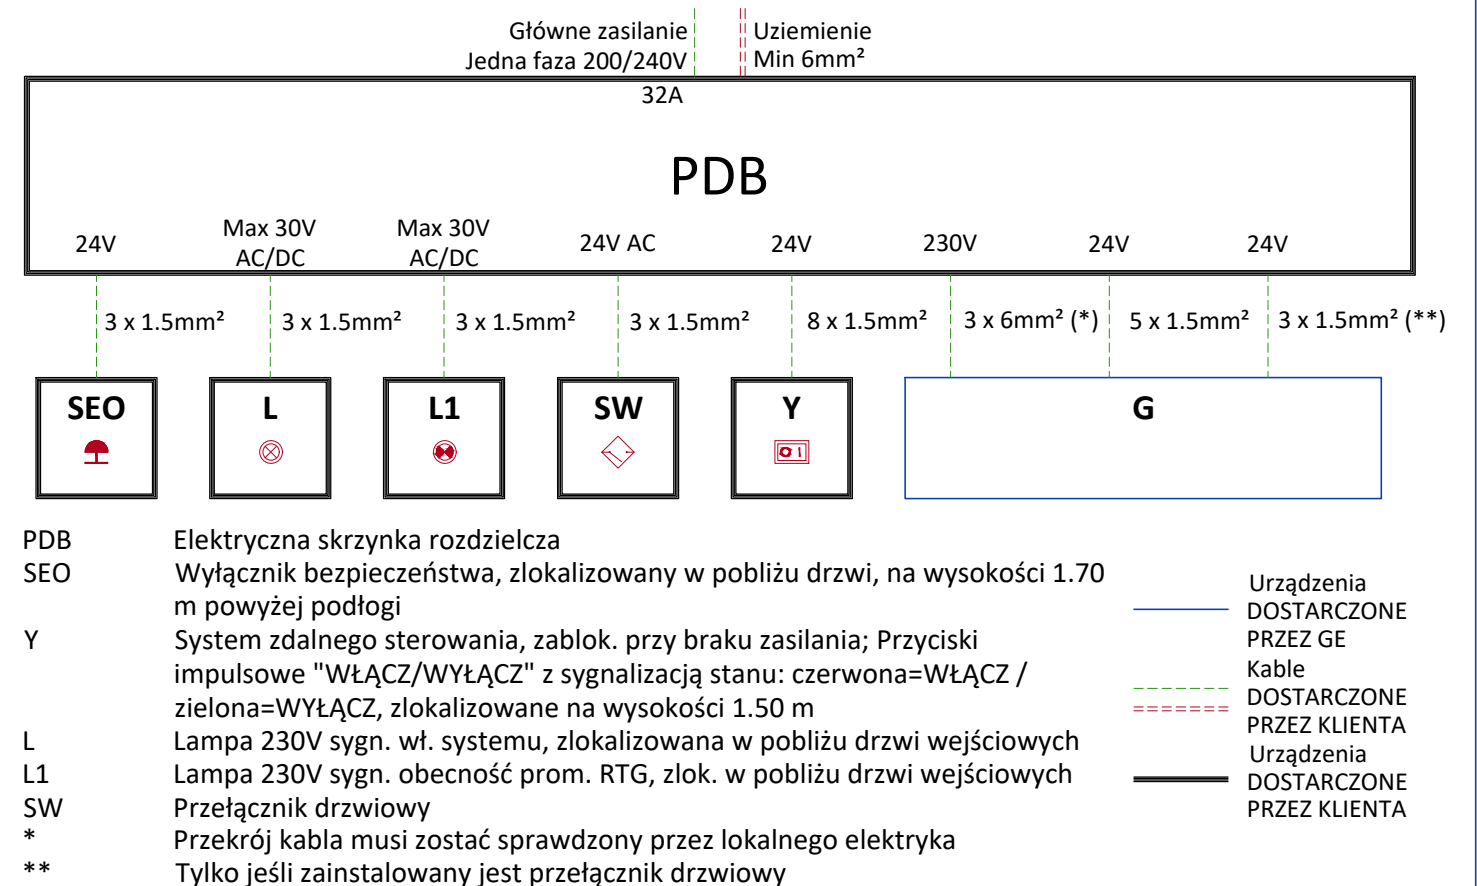 Główne zasilanie
Jedna faza 200/240V
Uziemienie
Min 6mm²
32A
PDB
24V
Max 30V
AC/DC
Max 30V
AC/DC
24V AC
24V
230V
24V
24V
3 x 1.5mm²
3 x 1.5mm²
3 x 1.5mm²
3 x 1.5mm²
8 x 1.5mm²
3 x 6mm² (*)
5 x 1.5mm²
3 x 1.5mm² (**)
SEO
L
L1
SW
Y
G
PDB Elektryczna skrzynka rozdzielcza
SEO Wyłącznik bezpieczeństwa, zlokalizowany w pobliżu drzwi, na wysokości 1.70
m powyżej podłogi
Y System zdalnego sterowania, zablok. przy braku zasilania; Przyciski
impulsowe "WŁĄCZ/WYŁĄCZ" z sygnalizacją stanu: czerwona=WŁĄCZ /
zielona=WYŁĄCZ, zlokalizowane na wysokości 1.50 m
L Lampa 230V sygn. wł. systemu, zlokalizowana w pobliżu drzwi wejściowych
L1 Lampa 230V sygn. obecność prom. RTG, zlok. w pobliżu drzwi wejściowych
SW Przełącznik drzwiowy
* Przekrój kabla musi zostać sprawdzony przez lokalnego elektryka
** Tylko jeśli zainstalowany jest przełącznik drzwiowy
Urządzenia
DOSTARCZONE
PRZEZ GE
Kable
DOSTARCZONE
PRZEZ KLIENTA
Urządzenia
DOSTARCZONE
PRZEZ KLIENTA